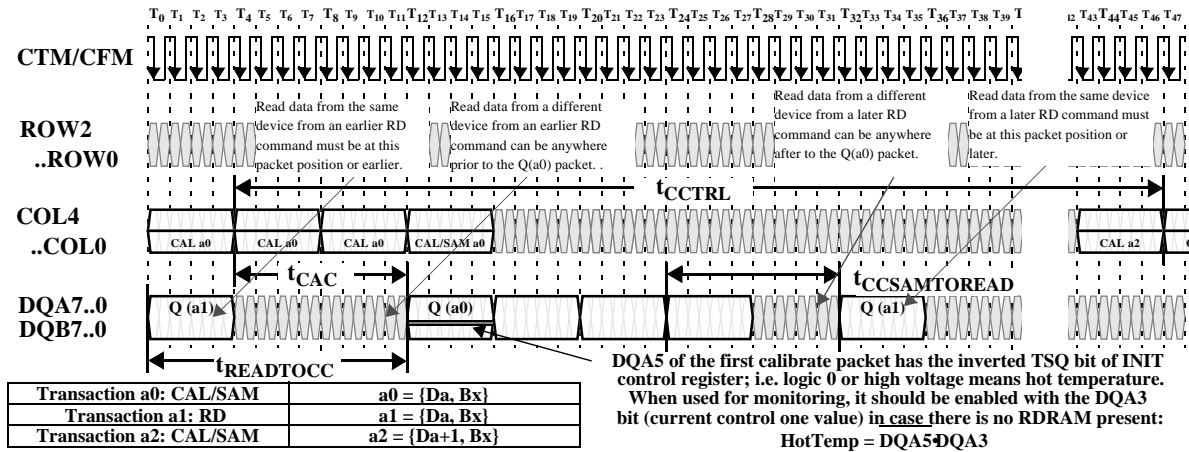 T0 T1 T2 T3 T4 T5 T6 T7 T8 T9 T10 T11 T12 T13 T14 T15 T16 T17 T18 T19 T20 T21 T22 T23 T24 T25 T26 T27 T28 T29 T30 T31 T32 T33 T34 T35 T36 T37 T38 T39 T 42 T43 T44 T45 T46 T47
CTM/CFM
ROW2
..ROW0
Read data from the same
device from an earlier RD
command must be at this
packet position or earlier.
Read data from a different
device from an earlier RD
command can be anywhere
prior to the Q(a0) packet. .
Read data from a different
device from a later RD
command can be anywhere
after to the Q(a0) packet.
Read data from the same device
from a later RD command must
be at this packet position or
later.
tCCTRL
COL4
..COL0
CAL a0 CAL a0 CAL a0 CAL/SAM a0 CAL a2
tCAC
tCCSAMTOREAD
DQA7..0
DQB7..0
Q (a1) Q (a0) Q (a1)
tREADTOCC
DQA5 of the first calibrate packet has the inverted TSQ bit of INIT
control register; i.e. logic 0 or high voltage means hot temperature.
When used for monitoring, it should be enabled with the DQA3
bit (current control one value) in case there is no RDRAM present:
HotTemp = DQA5•DQA3
Transaction a0: CAL/SAM a0 = {Da, Bx}
Transaction a1: RD a1 = {Da, Bx}
Transaction a2: CAL/SAM a2 = {Da+1, Bx}